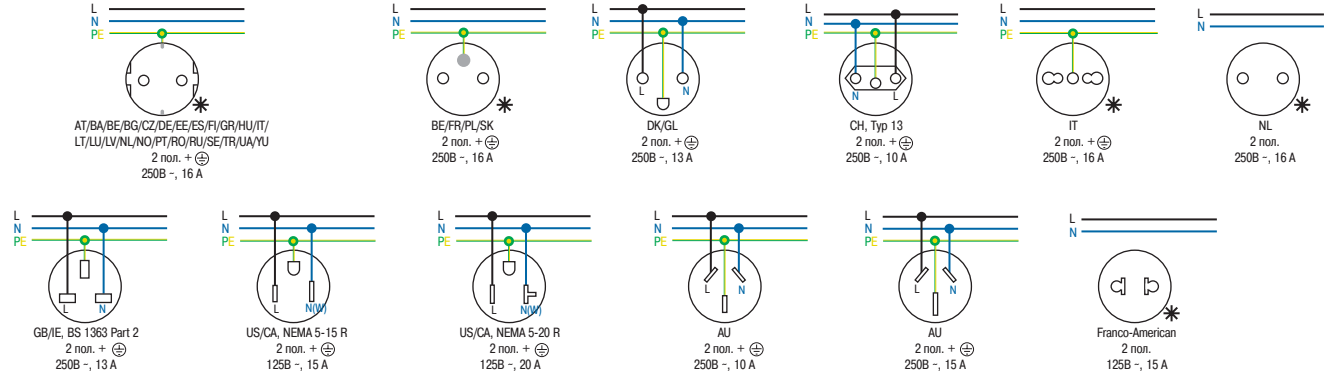 L
N
PE
AT/BA/BE/BG/CZ/DE/EE/ES/FI/GR/HU/IT/
LT/LU/LV/NL/NO/PT/RO/RU/SE/TR/UA/YU
2 пол. +
250В ~, 16 А
L
N
PE
BE/FR/PL/SK
2 пол. +
250В ~, 16 А
L
N
PE
L
N
DK/GL
2 пол. +
250В ~, 13 А
L
N
PE
N
L
CH, Typ 13
2 пол. +
250В ~, 10 А
L
N
PE
IT
2 пол. +
250В ~, 16 А
L
N
NL
2 пол.
250В ~, 16 А
L
N
PE
L
N
GB/IE, BS 1363 Part 2
2 пол. +
250В ~, 13 А
L
N
PE
L
N(W)
US/CA, NEMA 5-15 R
2 пол. +
125В ~, 15 А
L
N
PE
L
N(W)
US/CA, NEMA 5-20 R
2 пол. +
125В ~, 20 А
L
N
PE
L
N
AU
2 пол. +
250В ~, 10 А
L
N
PE
L
N
AU
2 пол. +
250В ~, 15 А
L
N
Franco-American
2 пол.
125В ~, 15 А